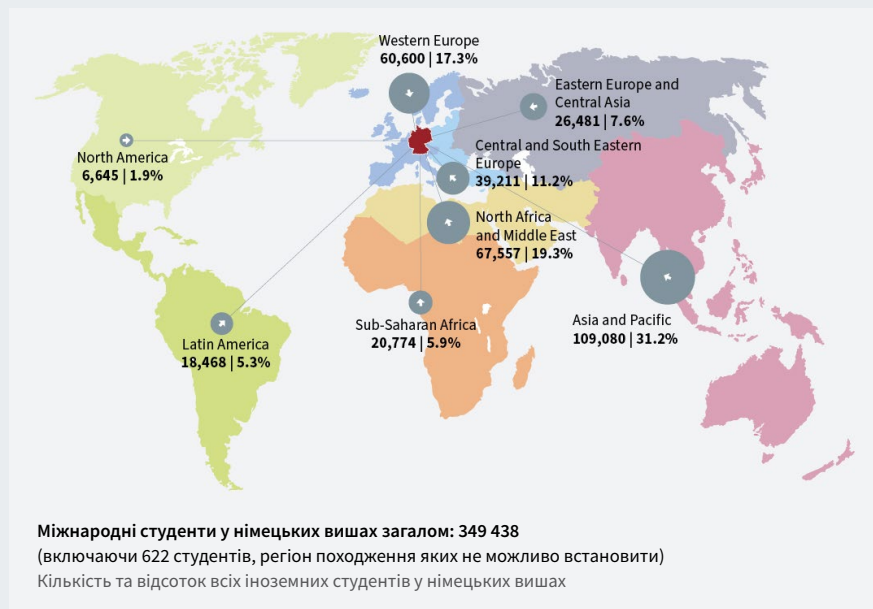 Western Europe
60,600 | 17.3%
Eastern Europe and
Central Asia
26,481 | 7.6%
North America
6,645 | 1.9%
Central and South Eastern
Europe
39,211 | 11.2%
North Africa
and Middle East
67,557 | 19.3%
Asia and Pacific
109,080 | 31.2%
Sub-Saharan Africa
20,774 | 5.9%
Latin America
18,468 | 5.3%
Міжнародні студенти у німецьких вишах загалом: 349 438
(включаючи 622 студентів, регіон походження яких не можливо встановити)
Кількість та відсоток всіх іноземних студентів у німецьких вишах